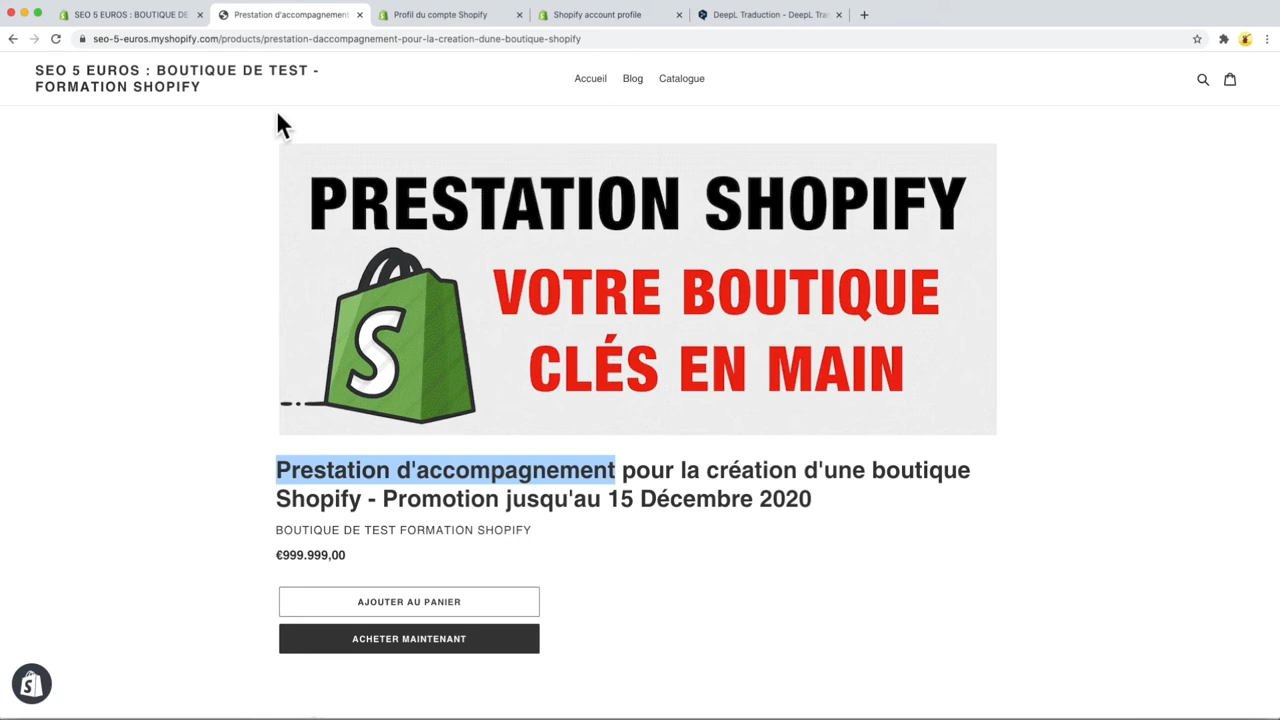 SEO 5 EUROS : BOUTIQUE DE
Prestation d'accompagnement
Profil du compte Shopify
Shopify account profile
DeepL Traduction - DeepL Tra
seo-5-euros.myshopify.com/products/prestation-daccompagnement-pour-la-creation-dune-boutique-shopify
SEO 5 EUROS : BOUTIQUE DE TEST -
FORMATION SHOPIFY
Accueil Blog Catalogue
PRESTATION SHOPIFY
VOTRE BOUTIQUE
CLÉS EN MAIN
S
Prestation d'accompagnement pour la création d'une boutique
Shopify - Promotion jusqu'au 15 Décembre 2020
BOUTIQUE DE TEST FORMATION SHOPIFY
€999.999,00
AJOUTER AU PANIER
ACHETER MAINTENANT
S